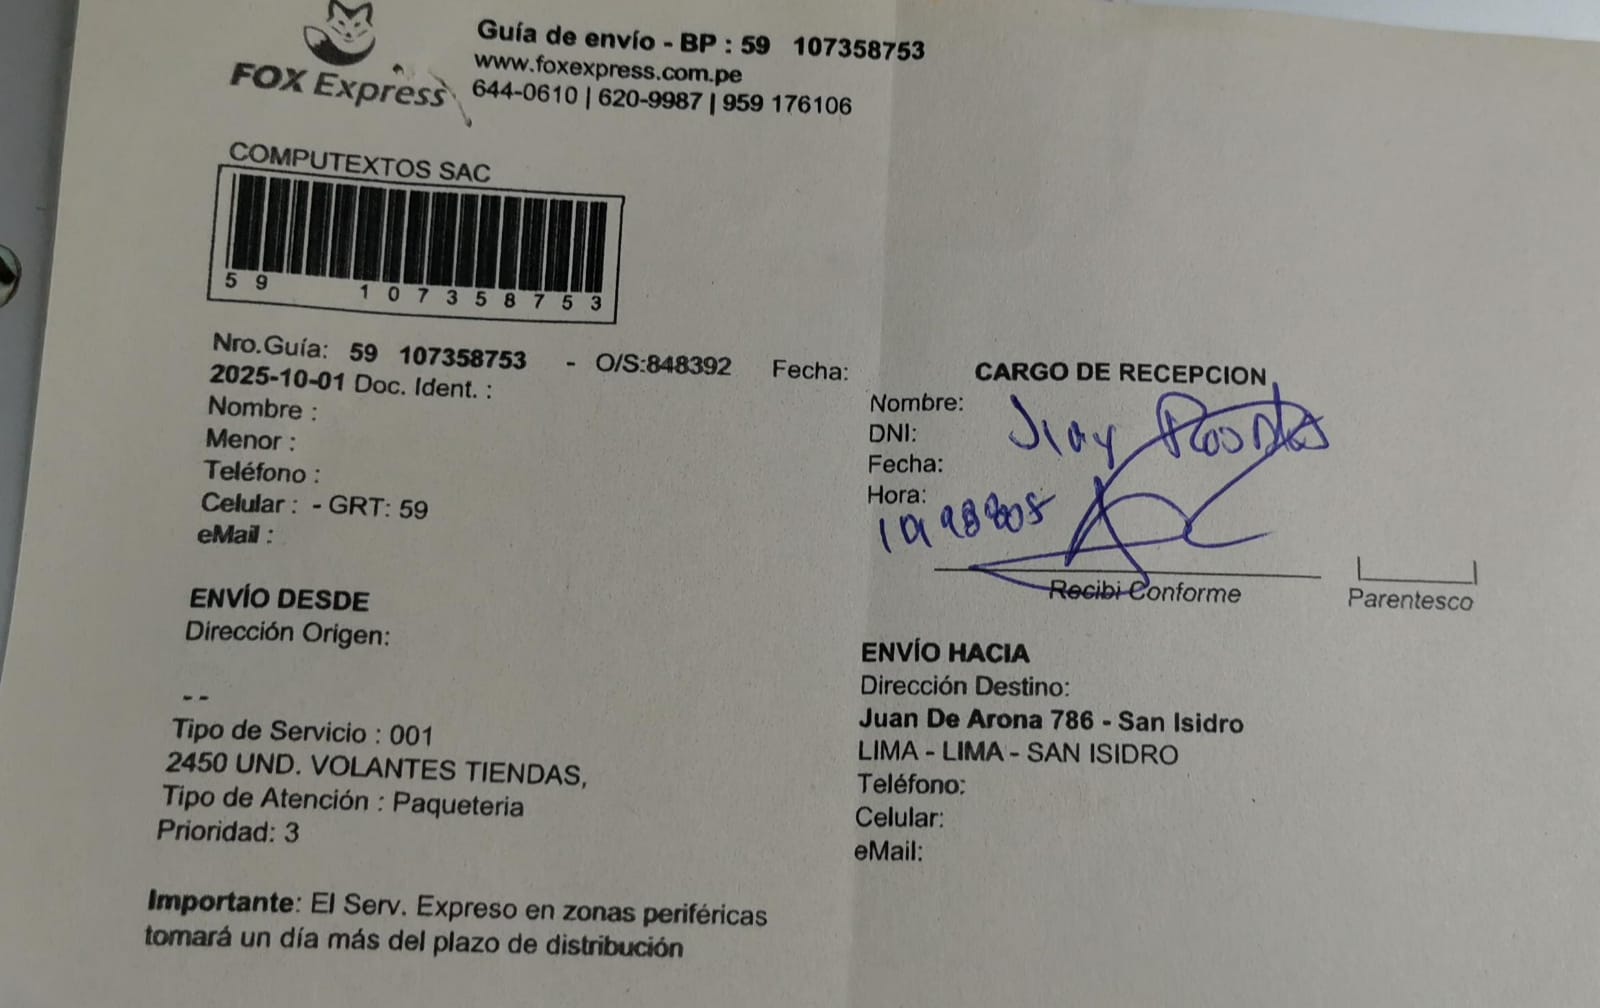 FOX Express
Guía de envío - BP : 59 107358753
www.foxexpress.com.pe
644-0610 | 620-9987 | 959 176106
COMPUTEXTOS SAC
59 107358753
Nro.Guía: 59 107358753 - O/S:848392 Fecha:
2025-10-01 Doc. Ident. :
Nombre :
Menor :
Teléfono :
Celular : - GRT: 59
eMail :
ENVÍO DESDE
Dirección Origen:
- -
Tipo de Servicio : 001
2450 UND. VOLANTES TIENDAS,
Tipo de Atención : Paqueteria
Prioridad: 3
Importante: El Serv. Expreso en zonas periféricas
tomará un día más del plazo de distribución
CARGO DE RECEPCION
Nombre:
DNI:
Fecha:
Hora:
Recibi Conforme
Parentesco
ENVÍO HACIA
Dirección Destino:
Juan De Arona 786 - San Isidro
LIMA - LIMA - SAN ISIDRO
Teléfono:
Celular:
eMail: